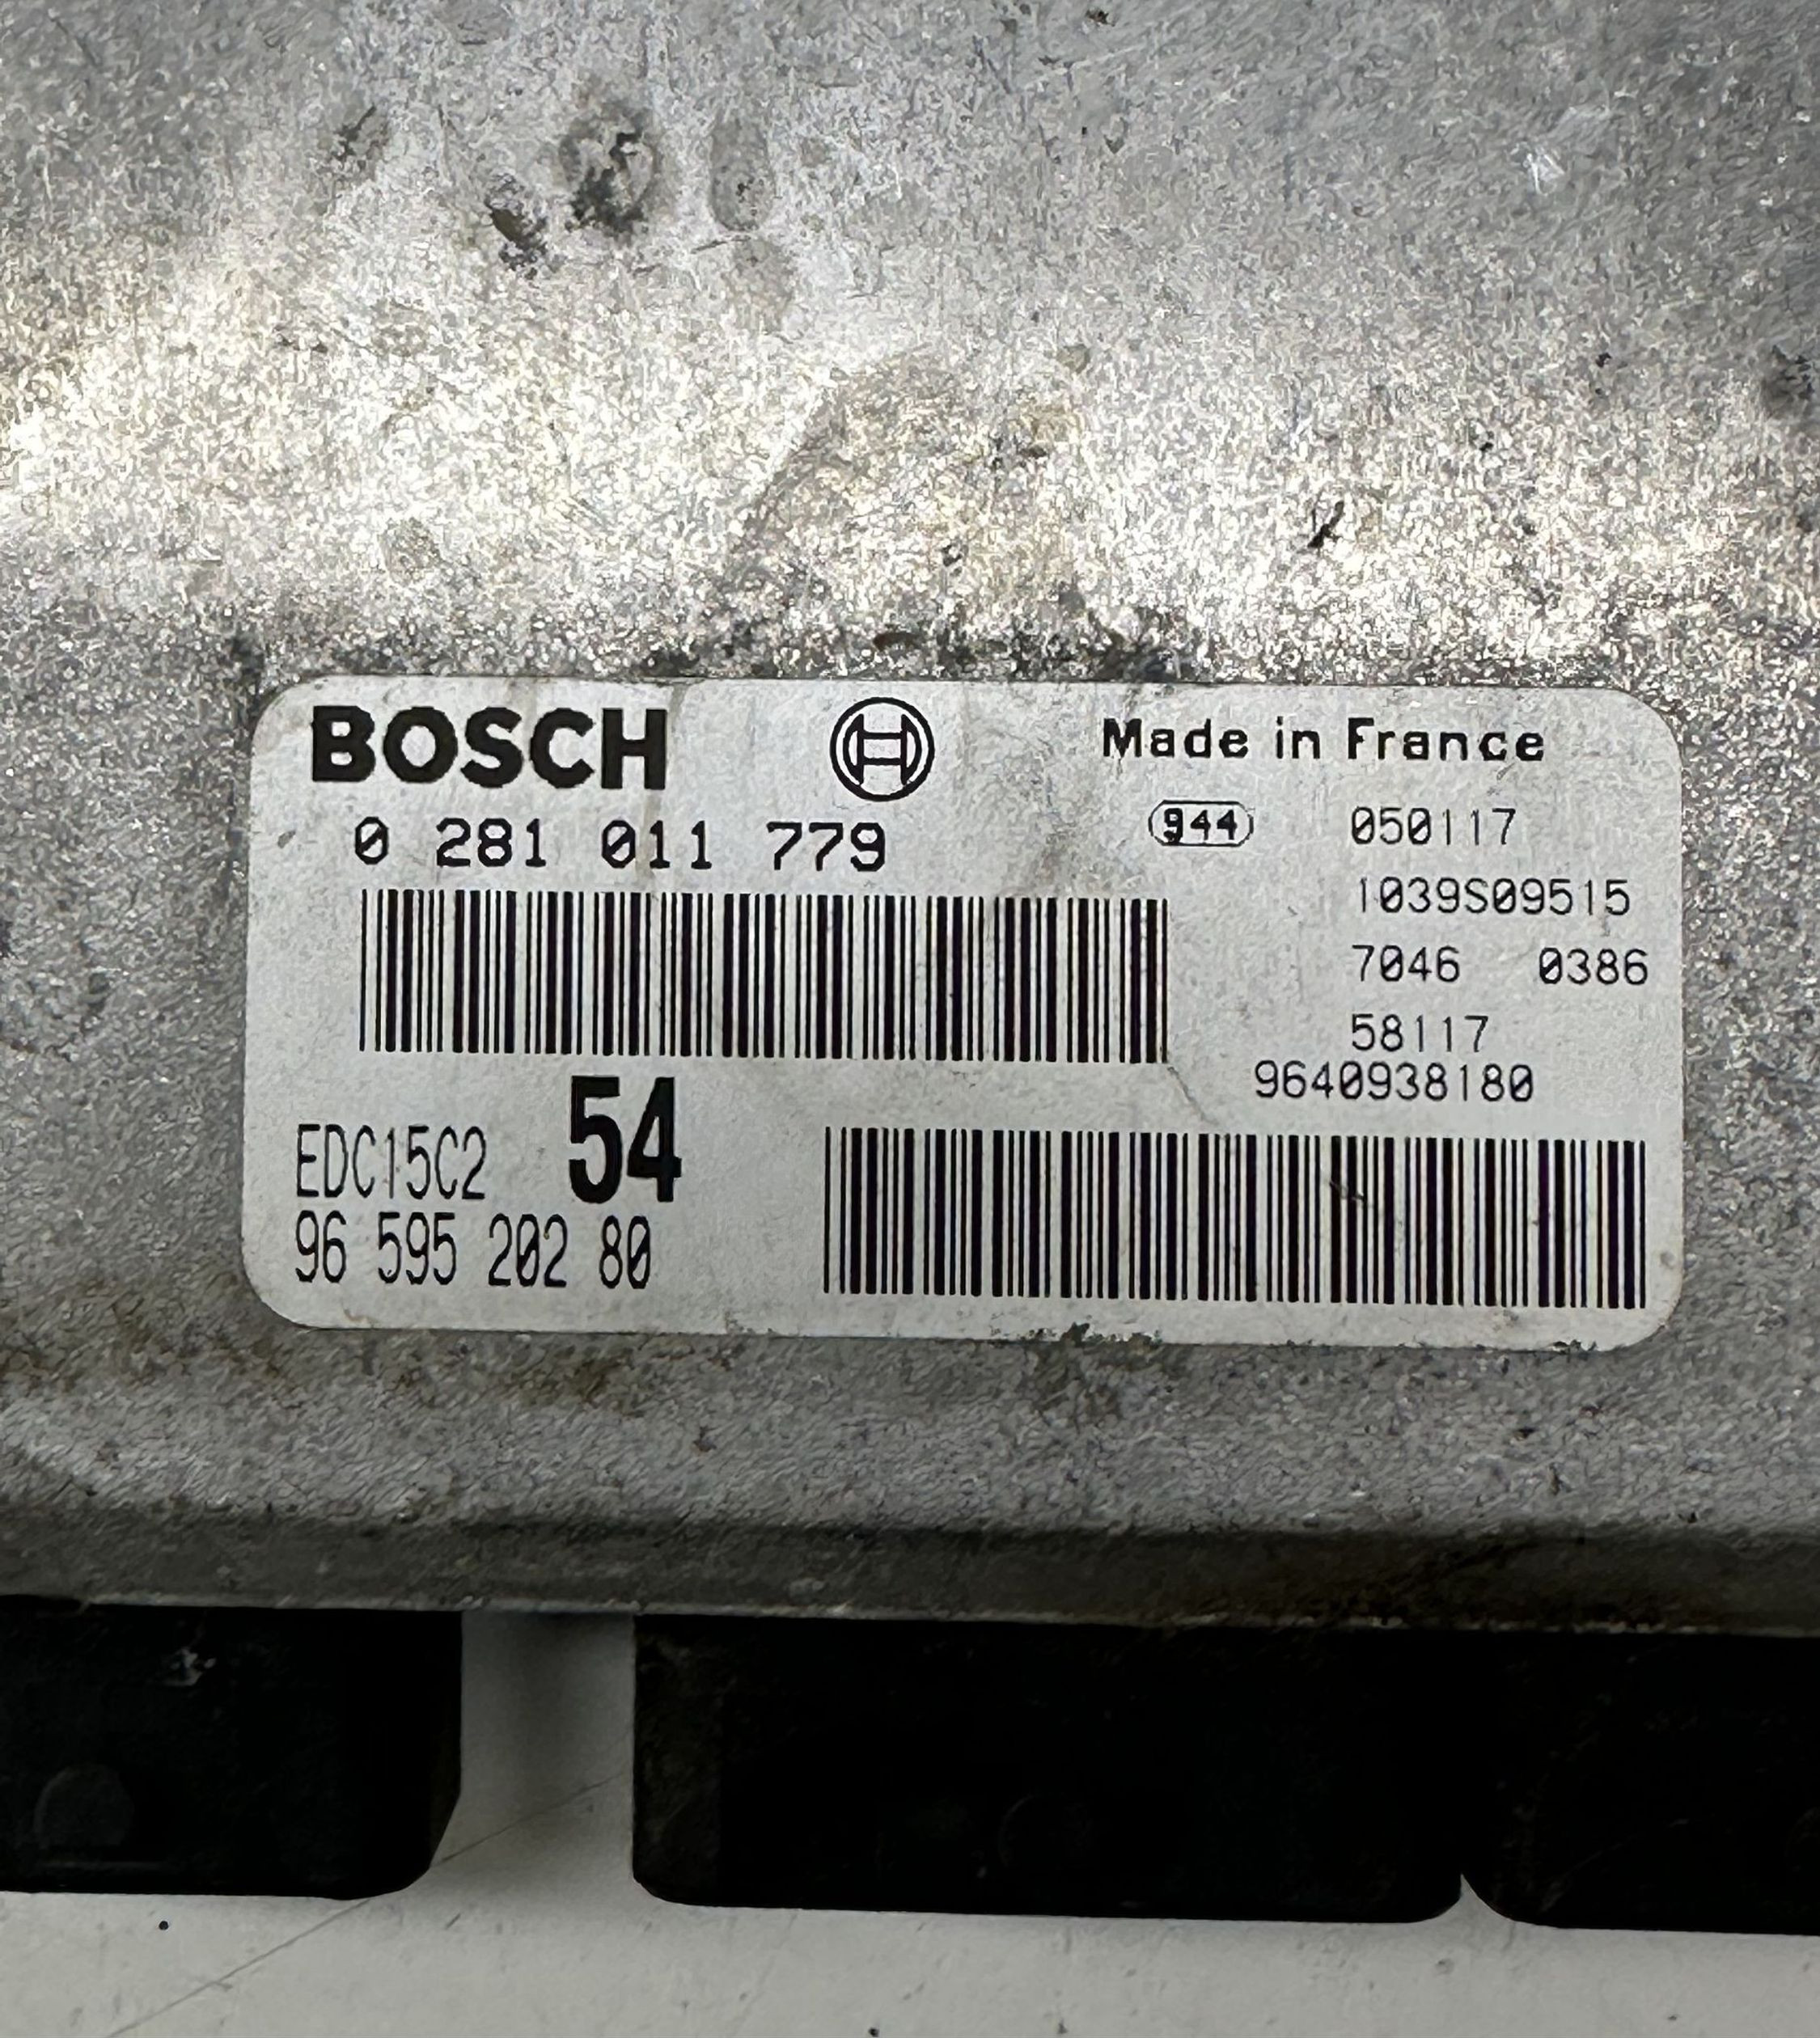 BOSCH
Made in France
0 281 011 779
944 050117
1039S09515
7046 0386
58117
9640938180
EDC15C2 54
96 595 202 80